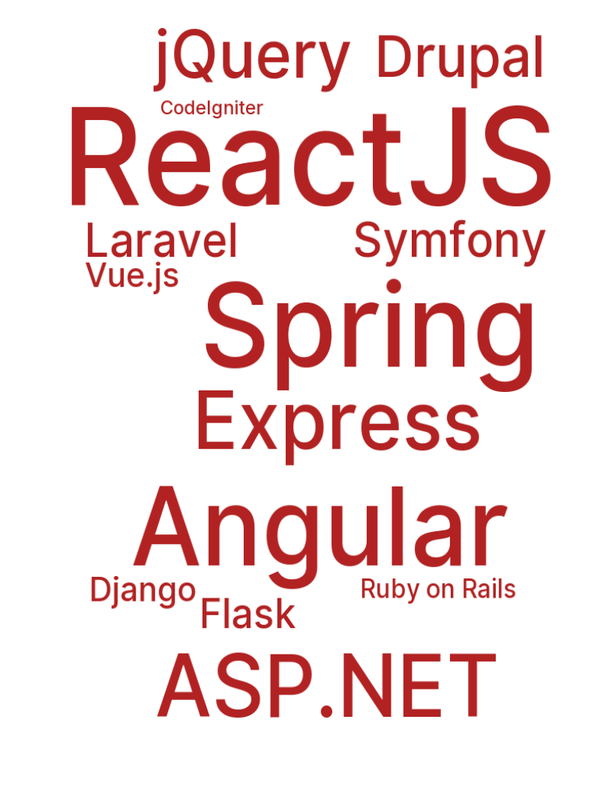 jQuery Drupal
CodeIgniter
ReactJS
Laravel Symfony
Vue.js
Spring
Express
Angular
Django Ruby on Rails
Flask
ASP.NET